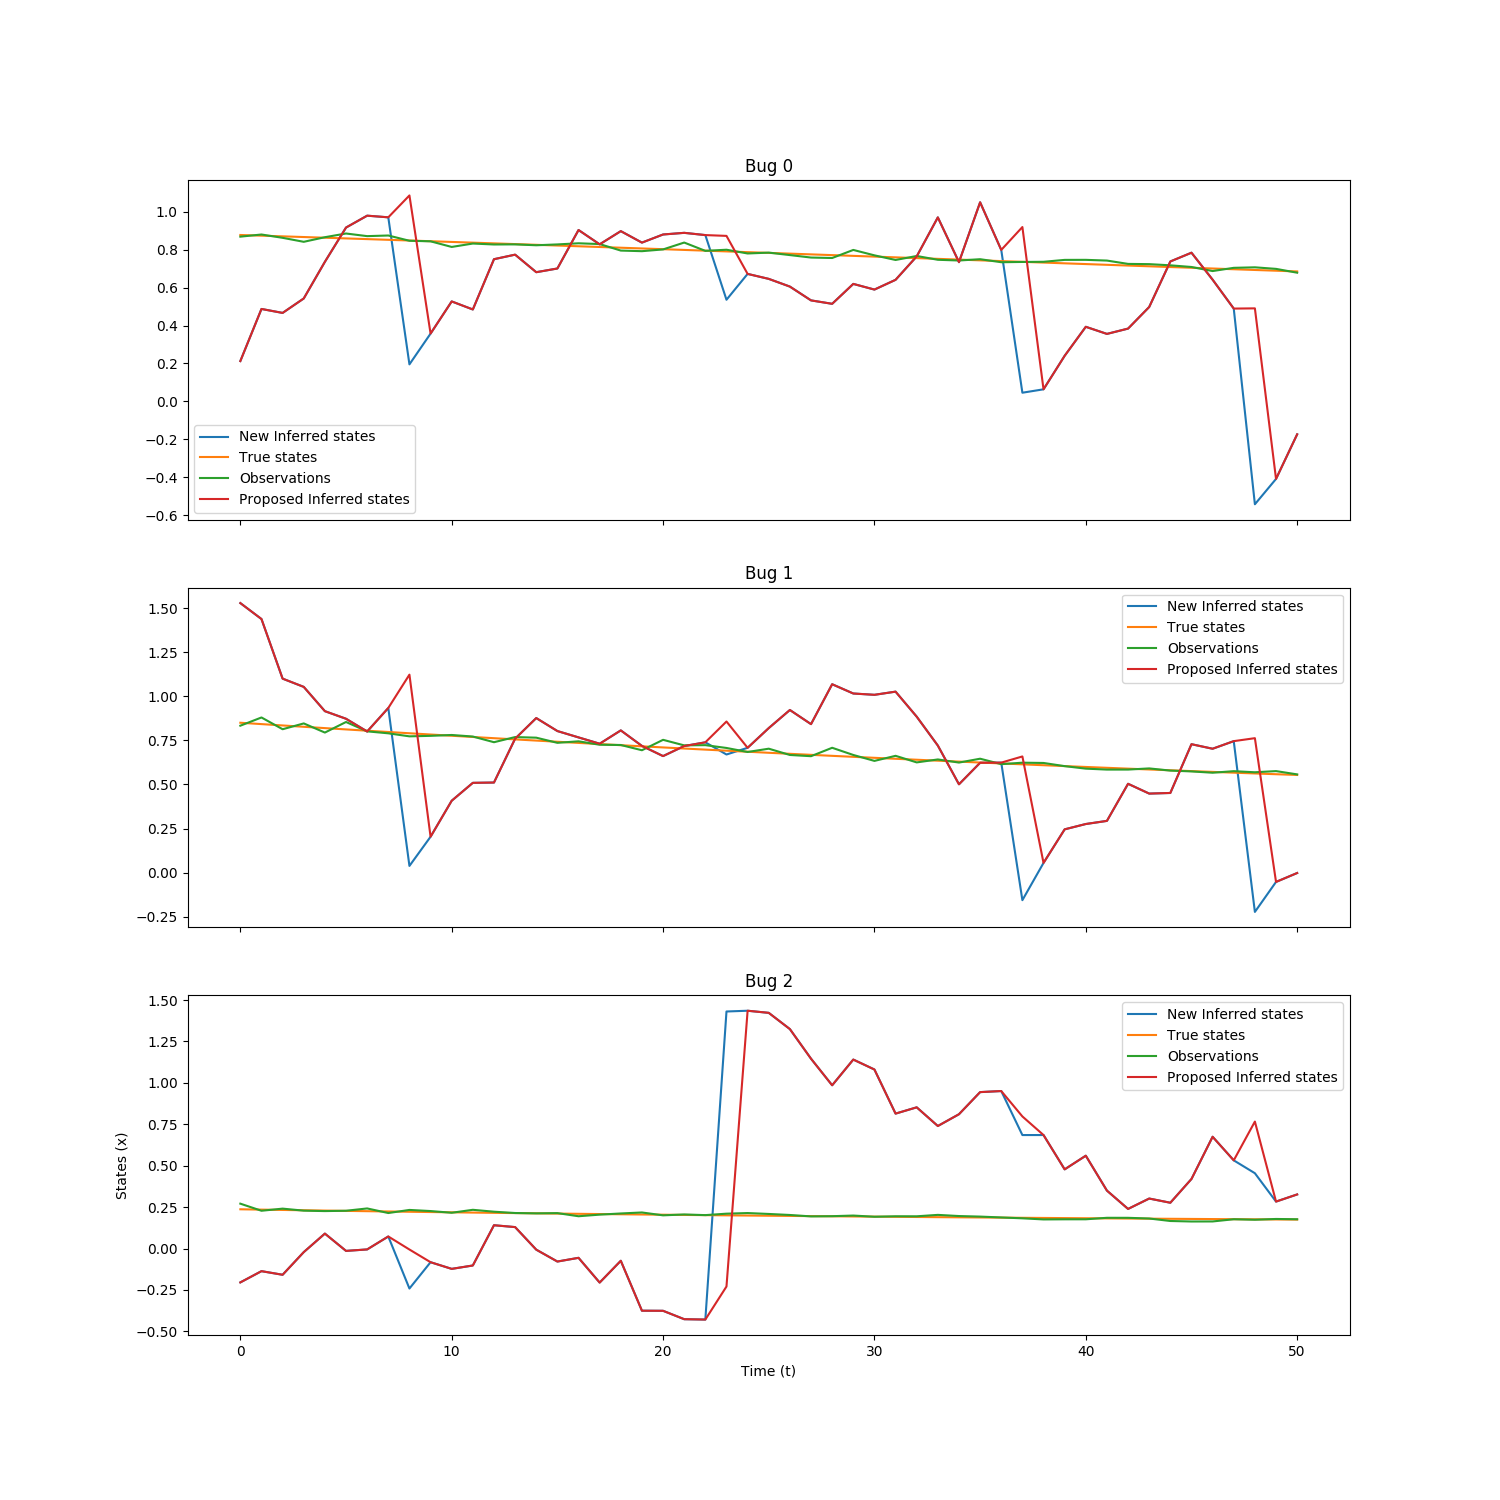 Bug 0
1.0
0.8
0.6
0.4
0.2
0.0
−0.2
−0.4
−0.6
New Inferred states
True states
Observations
Proposed Inferred states
Bug 1
1.50
1.25
1.00
0.75
0.50
0.25
0.00
−0.25
New Inferred states
True states
Observations
Proposed Inferred states
Bug 2
States (x)
1.50
1.25
1.00
0.75
0.50
0.25
0.00
−0.25
−0.50
New Inferred states
True states
Observations
Proposed Inferred states
0 10 20 30 40 50
Time (t)